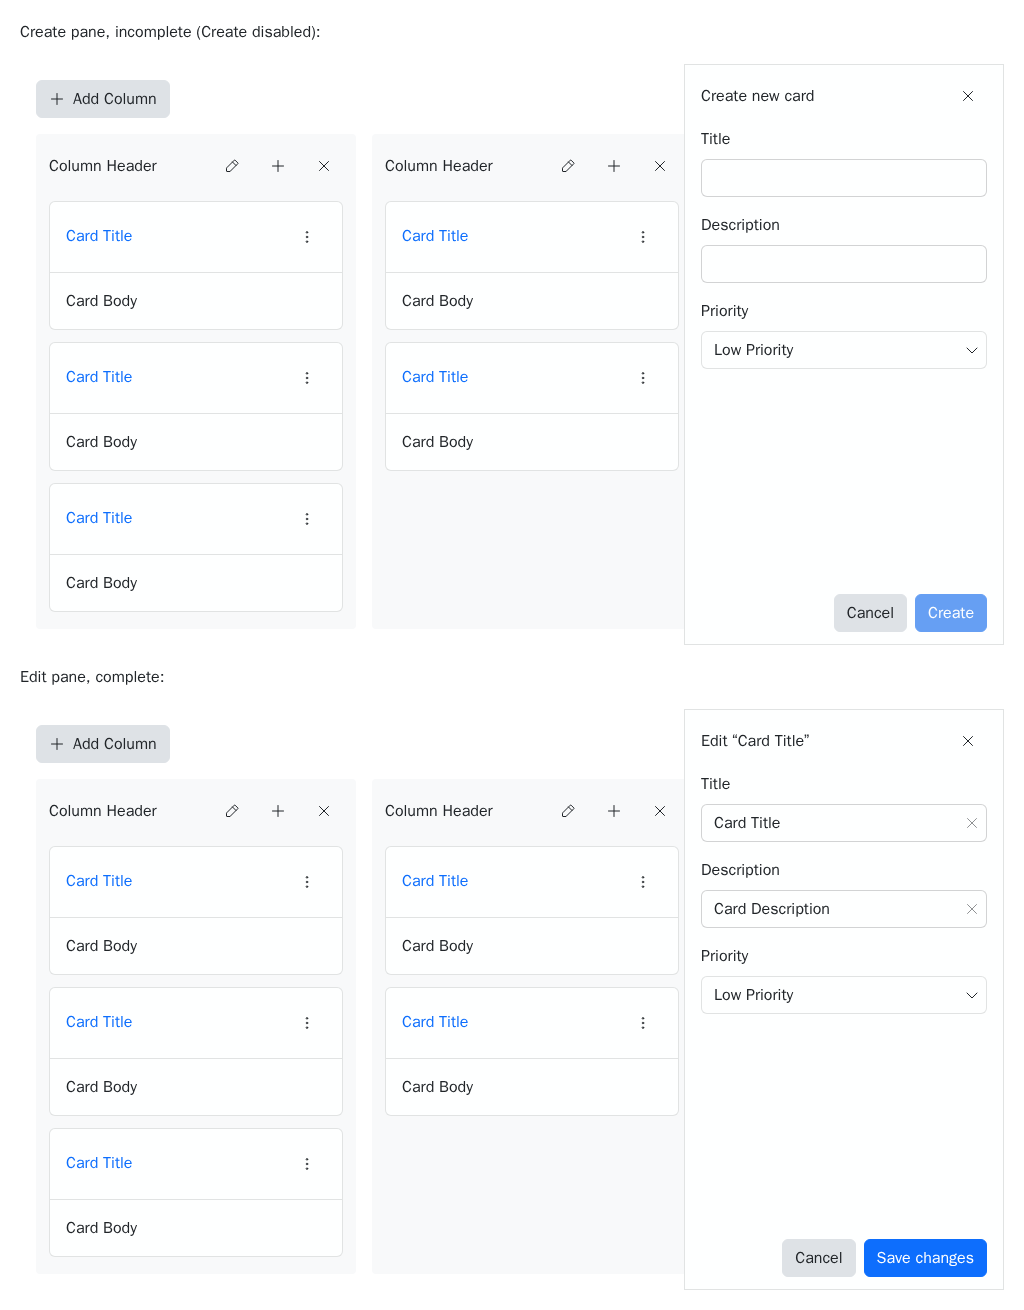 Create pane, incomplete (Create disabled):
Add Column
Column Header
Card Title
Card Body
Card Title
Card Body
Card Title
Card Body
Column Header
Card Title
Card Body
Card Title
Card Body
Create new card
Title
Description
Priority
Low Priority
Cancel
Create
Edit pane, complete:
Add Column
Column Header
Card Title
Card Body
Card Title
Card Body
Card Title
Card Body
Column Header
Card Title
Card Body
Card Title
Card Body
Edit “Card Title”
Title
Card Title
Description
Card Description
Priority
Low Priority
Cancel
Save changes